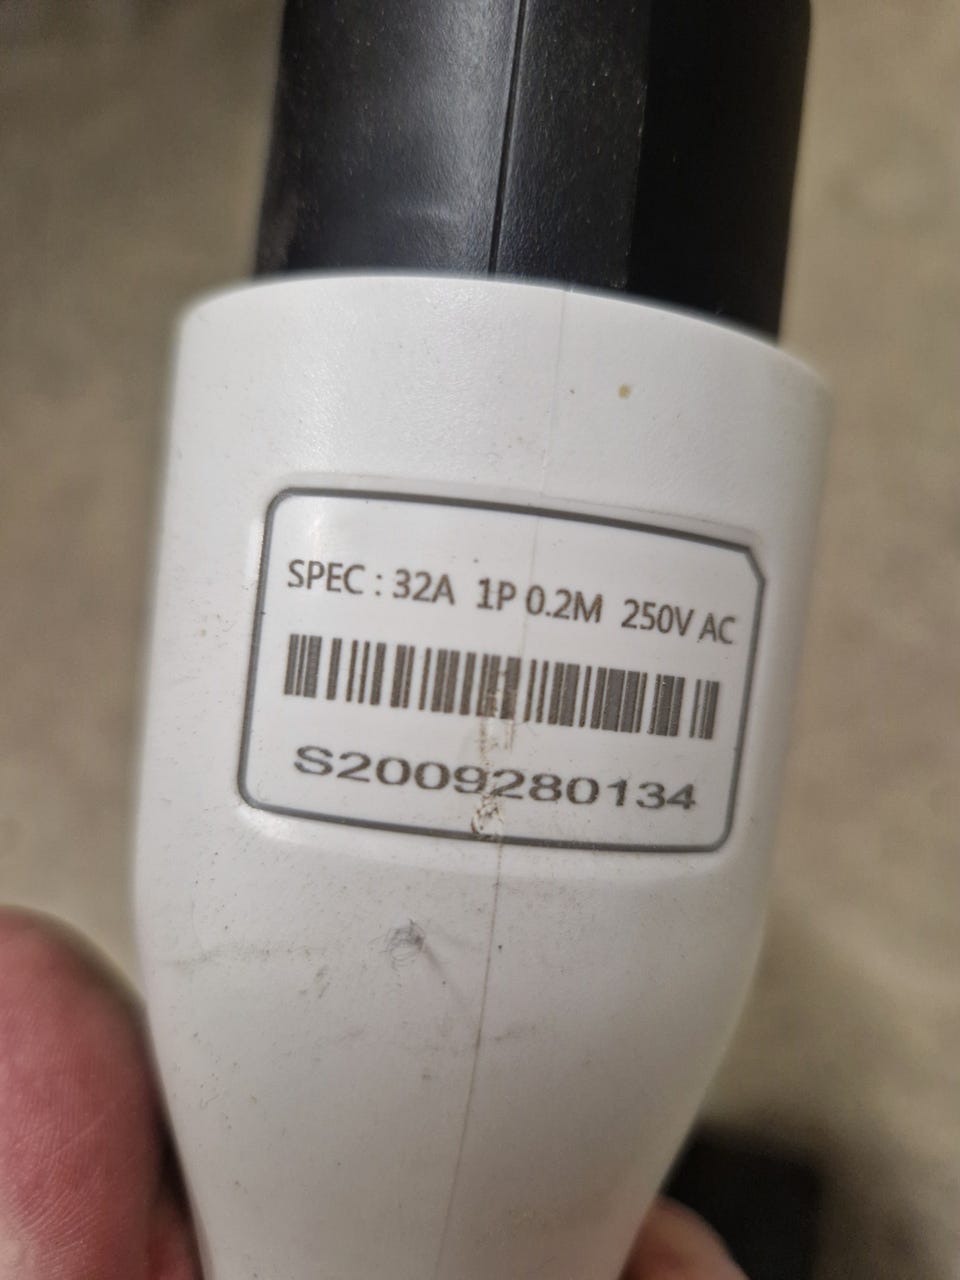 SPEC : 32A 1P 0.2M 250V AC
S2009280134